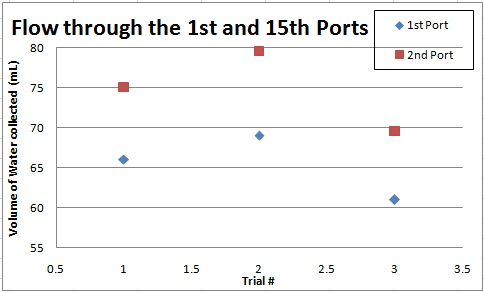 Flow through the 1st and 15th Ports
1st Port
2nd Port
Volume of Water collected (mL)
80
75
70
65
60
55
0.5 1 1.5 2 2.5 3 3.5
Trial #